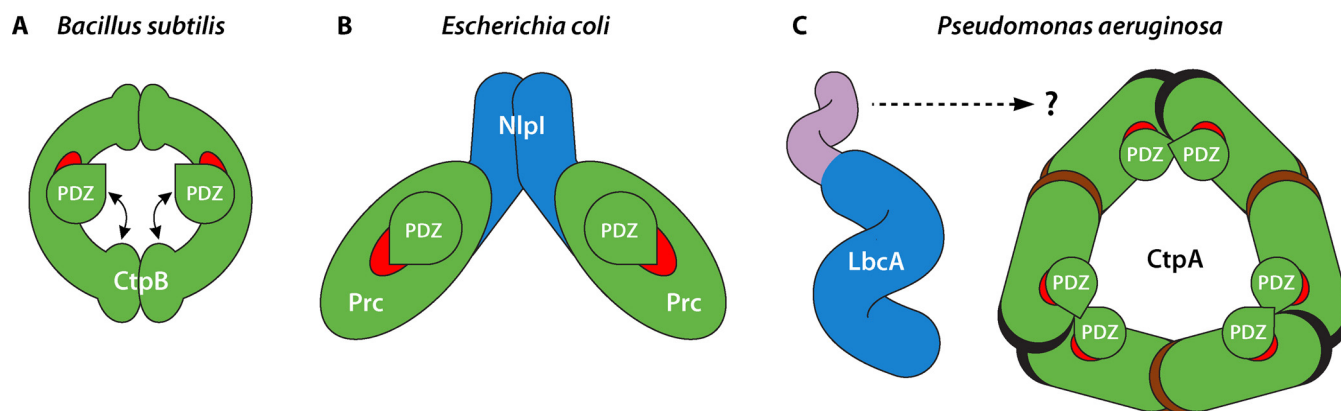 A Bacillus subtilis
PDZ
PDZ
CtpB
B Escherichia coli
NlpI
PDZ
PDZ
Prc
Prc
C Pseudomonas aeruginosa
?
LbcA
PDZ
PDZ
CtpA
PDZ
PDZ
PDZ
PDZ